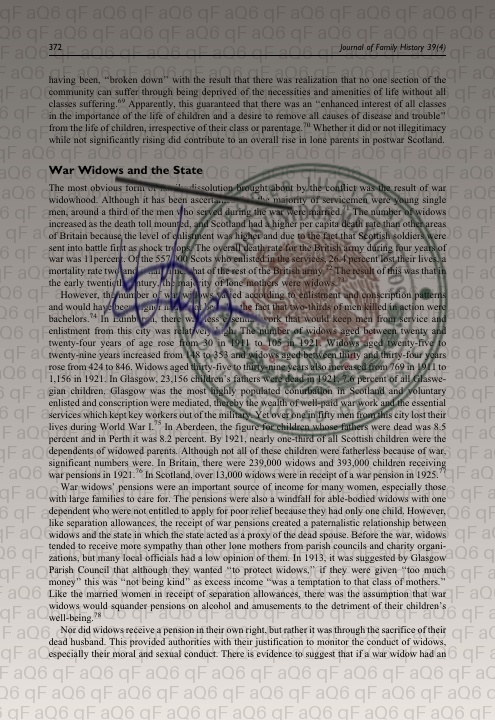 372
Journal of Family History 39(4)
having been, "broken down" with the result that there was realization that no one section of the
community can suffer through being deprived of the necessities and amenities of life without all
classes suffering.69 Apparently, this guaranteed that there was an "enhanced interest of all classes
in the importance of the life of children and a desire to remove all causes of disease and trouble"
from the life of children, irrespective of their class or parentage.70 Whether it did or not illegitimacy
while not significantly rising did contribute to an overall rise in lone parents in postwar Scotland.
War Widows and the State
The most obvious form of family dissolution brought about by the conflict was the result of war
widowhood. Although it has been majority of servicemen were young single
men, around a third of the men who served during the war were married. The number of widows
increased as the death toll mounted, and Scotland had a higher per capita death rate than other areas
of Britain because the level of enlistment was higher and due to the fact that Scottish soldiers were
sent into battle first as shock The overall death rate for the British army during four years of
war was 11percent. Of the 557, Scots who enlisted in the services, 26.4 percent lost their lives
mortality rate that of the rest of the British army. The result of this was that in
the early twentieth century, the majority of lone mothers were widows.
However, the number of widows according to enlistment and conscription patterns
and would have been the fact that two-thirds of men killed in action were
bachelors.74 In there was less work that would keep men from service and
enlistment from this city was relatively The number of widows aged between twenty and
twenty-four years of age rose from 30 in 1911 to 105 in 1921. Widows aged twenty-five to
twenty-nine years increased from 148 to 353 and widows aged between thirty and thirty-four years
rose from 424 to 846. Widows aged thirty-five to thirty-nine years also increased from 769 in 1911 to
1,156 in 1921. In Glasgow, 23,156 children's fathers were dead in 1921, 7.6 percent of all Glaswe-
gian children. Glasgow was the most highly populated conurbation in Scotland and voluntary
enlisted and conscription were mediated, thereby the wealth of well-paid war work and the essential
services which kept key workers out of the military. Yet over one in fifty men from this city lost their
lives during World War I.75 In Aberdeen, the figure for children whose fathers were dead was 8.5
percent and in Perth it was 8.2 percent. By 1921, nearly one-third of all Scottish children were the
dependents of widowed parents. Although not all of these children were fatherless because of war,
significant numbers were. In Britain, there were 239,000 widows and 393,000 children receiving
war pensions in 1921.76 In Scotland, over 13,000 widows were in receipt of a war pension in 1925.77
War widows' pensions were an important source of income for many women, especially those
with large families to care for. The pensions were also a windfall for able-bodied widows with one
dependent who were not entitled to apply for poor relief because they had only one child. However,
like separation allowances, the receipt of war pensions created a paternalistic relationship between
widows and the state in which the state acted as a proxy of the dead spouse. Before the war, widows
tended to receive more sympathy than other lone mothers from parish councils and charity organi-
zations, but many local officials had a low opinion of them. In 1913, it was suggested by Glasgow
Parish Council that although they wanted "to protect widows," if they were given "too much
money" this was "not being kind" as excess income "was a temptation to that class of mothers."
Like the married women in receipt of separation allowances, there was the assumption that war
widows would squander pensions on alcohol and amusements to the detriment of their children's
well-being.78
Nor did widows receive a pension in their own right, but rather it was through the sacrifice of their
dead husband. This provided authorities with their justification to monitor the conduct of widows,
especially their moral and sexual conduct. There is evidence to suggest that if a war widow had an